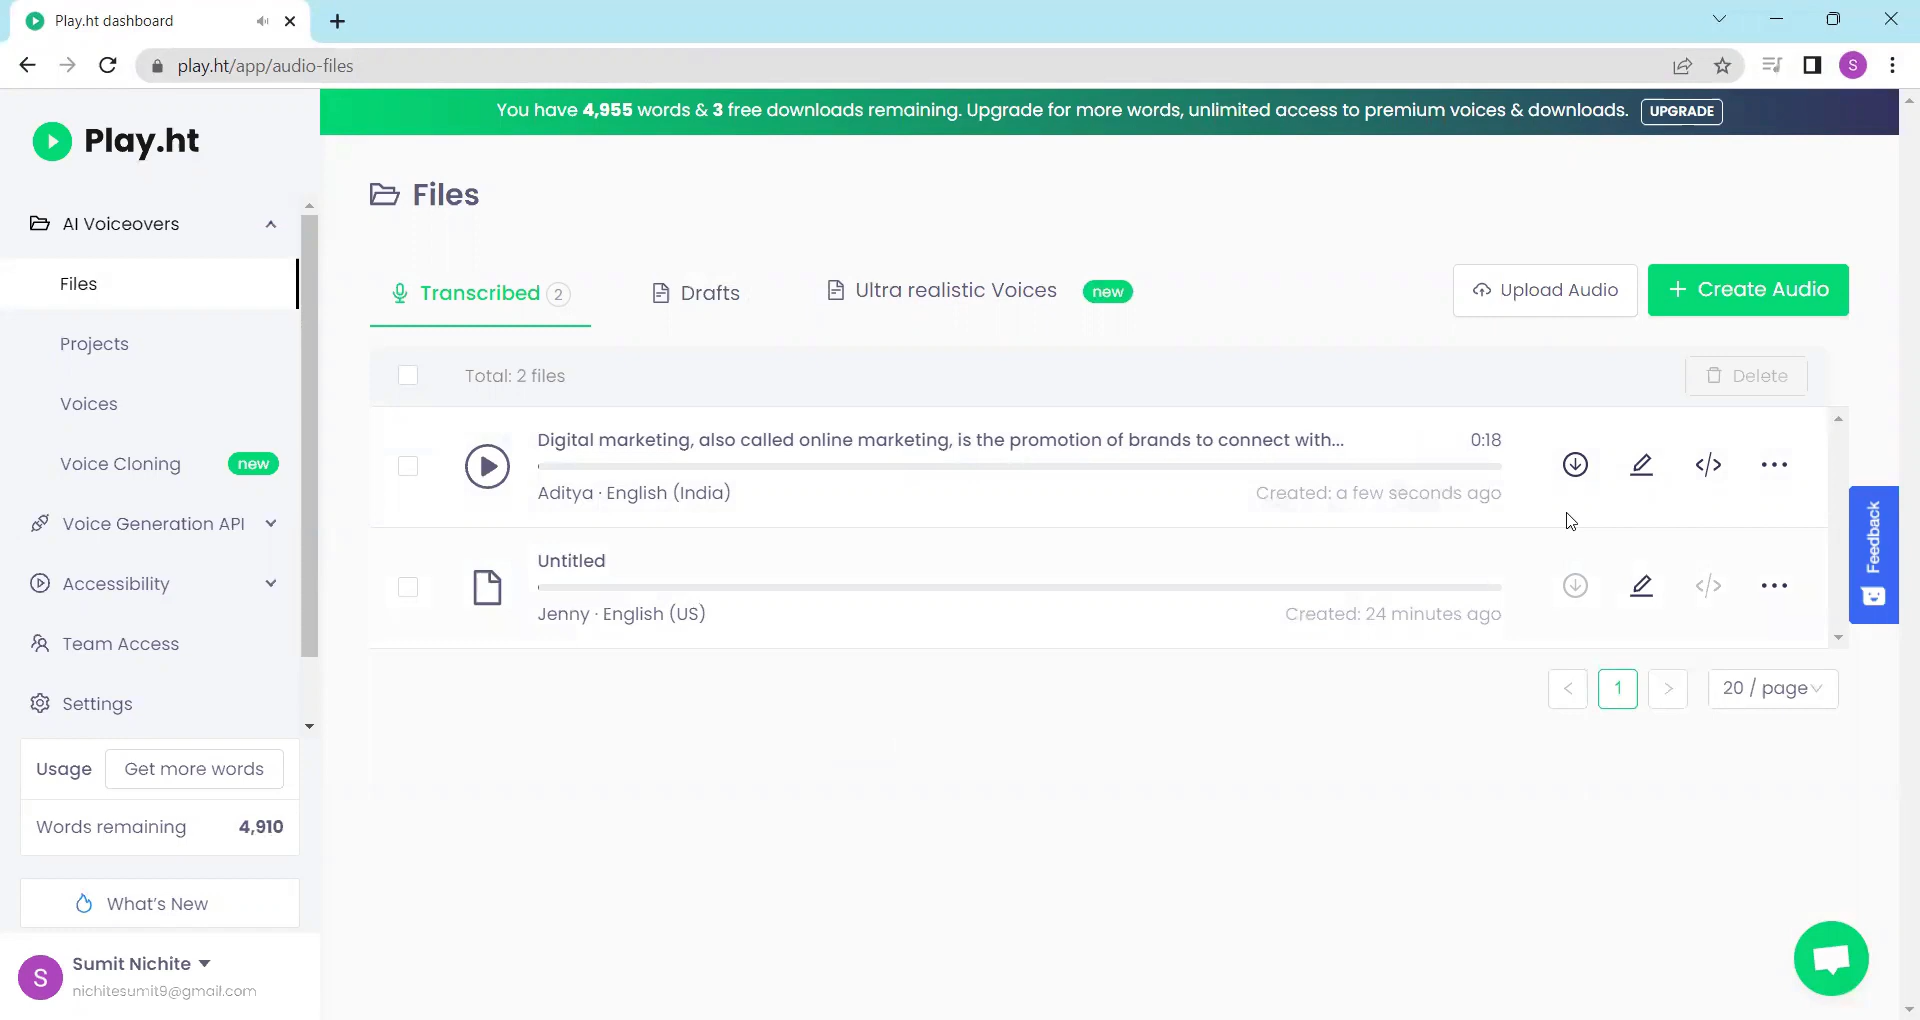 Play.ht dashboard
play.ht/app/audio-files
S
You have 4,955 words & 3 free downloads remaining. Upgrade for more words, unlimited access to premium voices & downloads. UPGRADE
Play.ht
AI Voiceovers
Files
Projects
Voices
Voice Cloning new
Voice Generation API
Accessibility
Team Access
Settings
Usage Get more words
Words remaining 4,910
What's New
S
Sumit Nichite
nichitesumit9@gmail.com
Files
Transcribed 2 Drafts Ultra realistic Voices new Upload Audio + Create Audio
Total: 2 files Delete
Digital marketing, also called online marketing, is the promotion of brands to connect with... 0:18
Aditya · English (India) Created: a few seconds ago
Untitled
Jenny · English (US) Created: 24 minutes ago
< 1 > 20 / page
Feedback